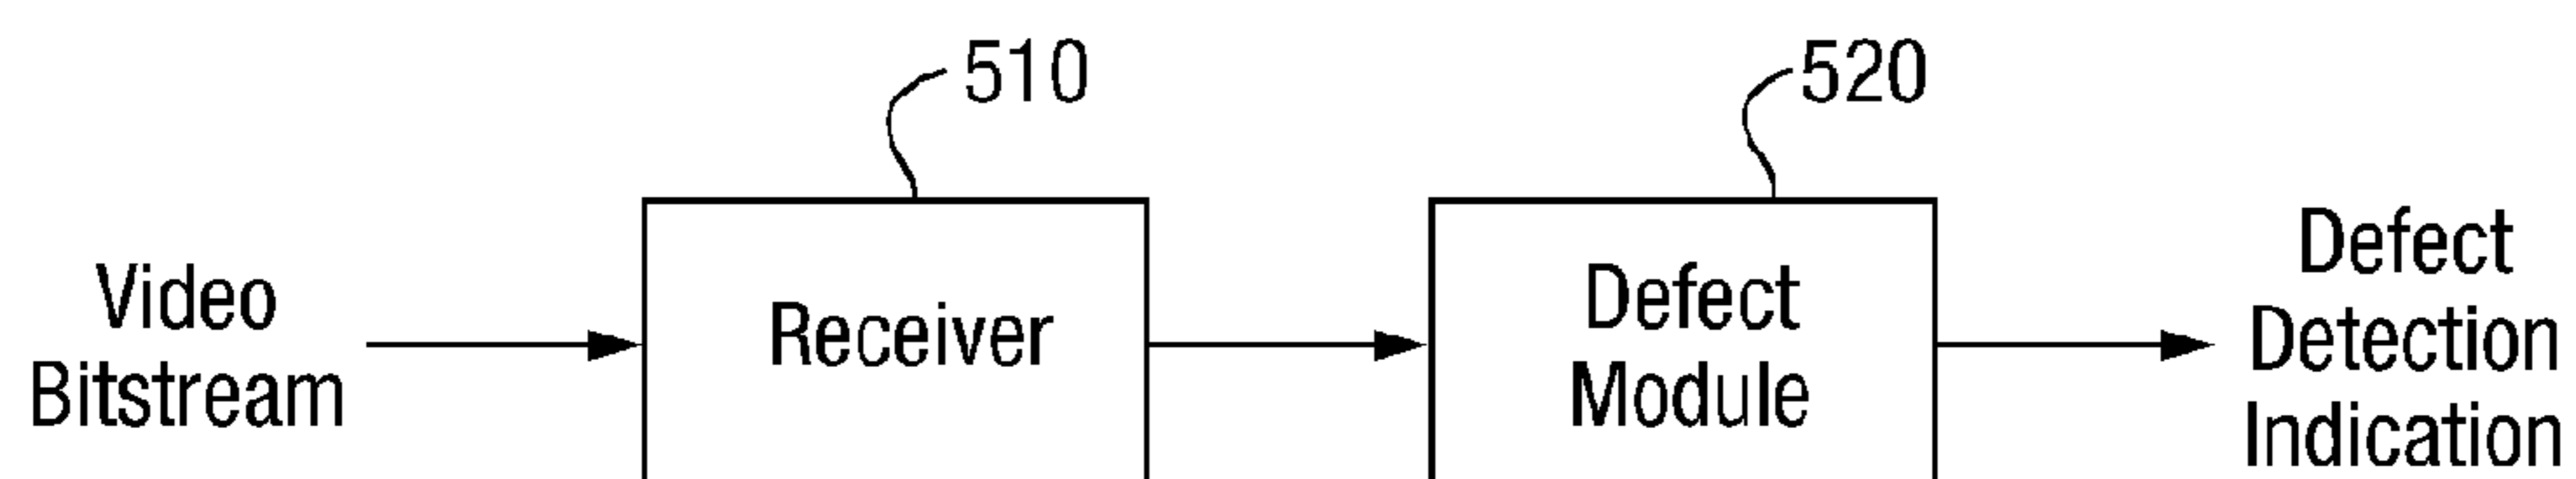 510
520
Video
Bitstream
Receiver
Defect
Module
Defect
Detection
Indication